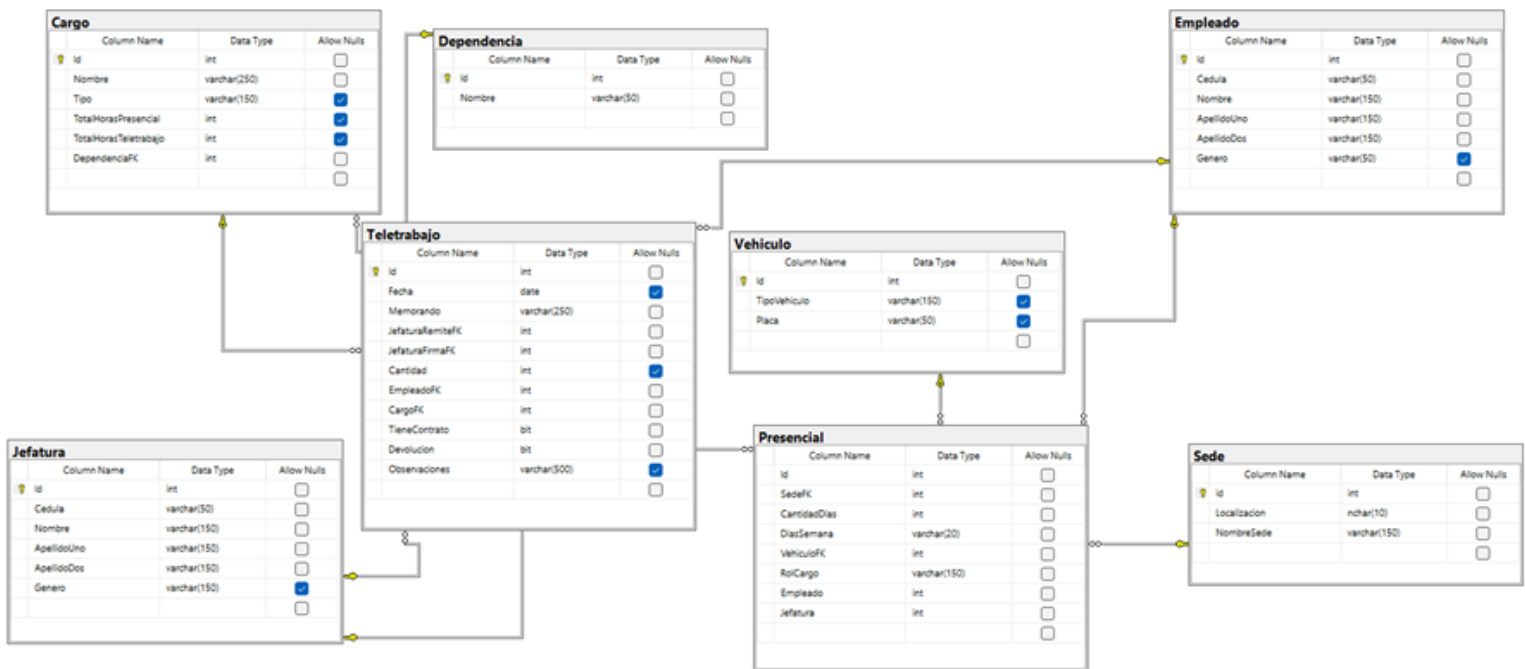 Cargo
Column Name Data Type Allow Nulls
Id int
Nombre varchar(250)
Tipo varchar(150)
TotalHorasPresencial int
TotalHorasTeletrabajo int
DependenciaFK int
Dependencia
Column Name Data Type Allow Nulls
Id int
Nombre varchar(50)
Empleado
Column Name Data Type Allow Nulls
Id int
Cedula varchar(50)
Nombre varchar(150)
ApellidoUno varchar(150)
ApellidoDos varchar(150)
Genero varchar(50)
Teletrabajo
Column Name Data Type Allow Nulls
Id int
Fecha date
Memorando varchar(250)
JefaturaRemiteFK int
JefaturaFirmaFK int
Cantidad int
EmpleadoFK int
CargoFK int
TieneContrato bit
Devolucion bit
Observaciones varchar(500)
Vehiculo
Column Name Data Type Allow Nulls
Id int
TipoVehiculo varchar(150)
Placa varchar(50)
Jefatura
Column Name Data Type Allow Nulls
Id int
Cedula varchar(50)
Nombre varchar(150)
ApellidoUno varchar(150)
ApellidoDos varchar(150)
Genero varchar(150)
Presencial
Column Name Data Type Allow Nulls
Id int
SedeFK int
CantidadDias int
DiasSemana varchar(20)
VehiculoFK int
RolCargo varchar(150)
Empleado int
Jefatura int
Sede
Column Name Data Type Allow Nulls
id int
Localizacion nchar(10)
NombreSede varchar(150)